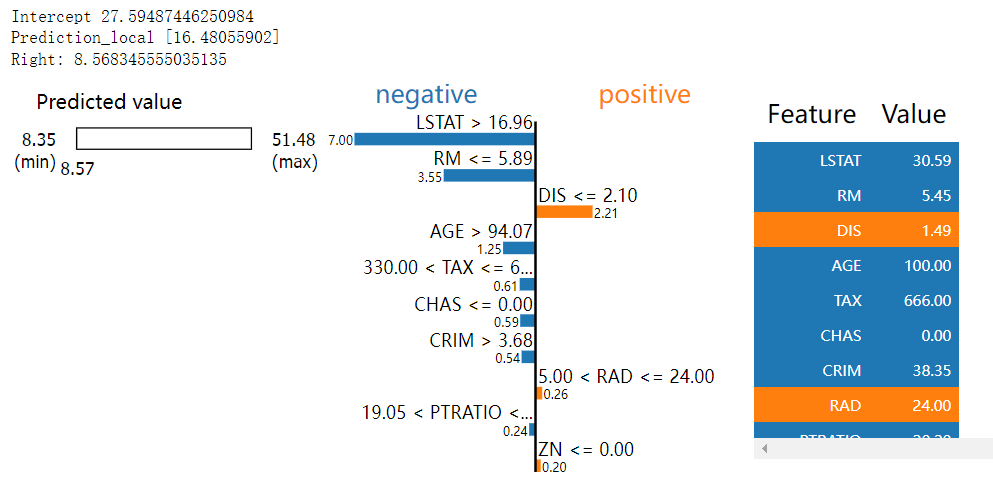 Intercept 27.59487446250984
Prediction_local [16.48055902]
Right: 8.568345555035135
Predicted value
8.35
(min)
8.57
51.48
(max)
negative
positive
LSTAT > 16.96
7.00
RM <= 5.89
3.55
DIS <= 2.10
2.21
AGE > 94.07
1.25
330.00 < TAX <= 6...
0.61
CHAS <= 0.00
0.59
CRIM > 3.68
0.54
5.00 < RAD <= 24.00
0.26
19.05 < PTRATIO <...
0.24
ZN <= 0.00
0.20
Feature Value
LSTAT 30.59
RM 5.45
DIS 1.49
AGE 100.00
TAX 666.00
CHAS 0.00
CRIM 38.35
RAD 24.00
PTRATIO 20.20